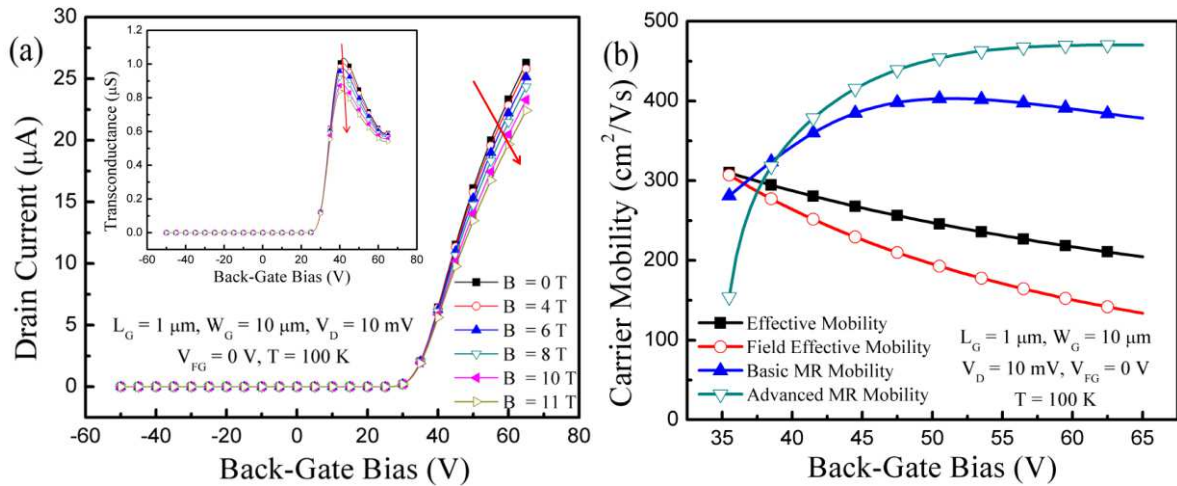 (a)
Drain Current (μA)
30
25
20
15
10
5
0
-60 -40 -20 0 20 40 60 80
Back-Gate Bias (V)
Transconductance (μS)
1.2
1.0
0.8
0.6
0.4
0.2
0.0
-60 -40 -20 0 20 40 60 80
Back-Gate Bias (V)
B = 0 T
B = 4 T
B = 6 T
B = 8 T
B = 10 T
B = 11 T
L_G = 1 μm, W_G = 10 μm, V_D = 10 mV
V_FG = 0 V, T = 100 K
(b)
Carrier Mobility (cm²/Vs)
500
400
300
200
100
0
35 40 45 50 55 60 65
Back-Gate Bias (V)
Effective Mobility
Field Effective Mobility
Basic MR Mobility
Advanced MR Mobility
L_G = 1 μm, W_G = 10 μm
V_D = 10 mV, V_FG = 0 V
T = 100 K